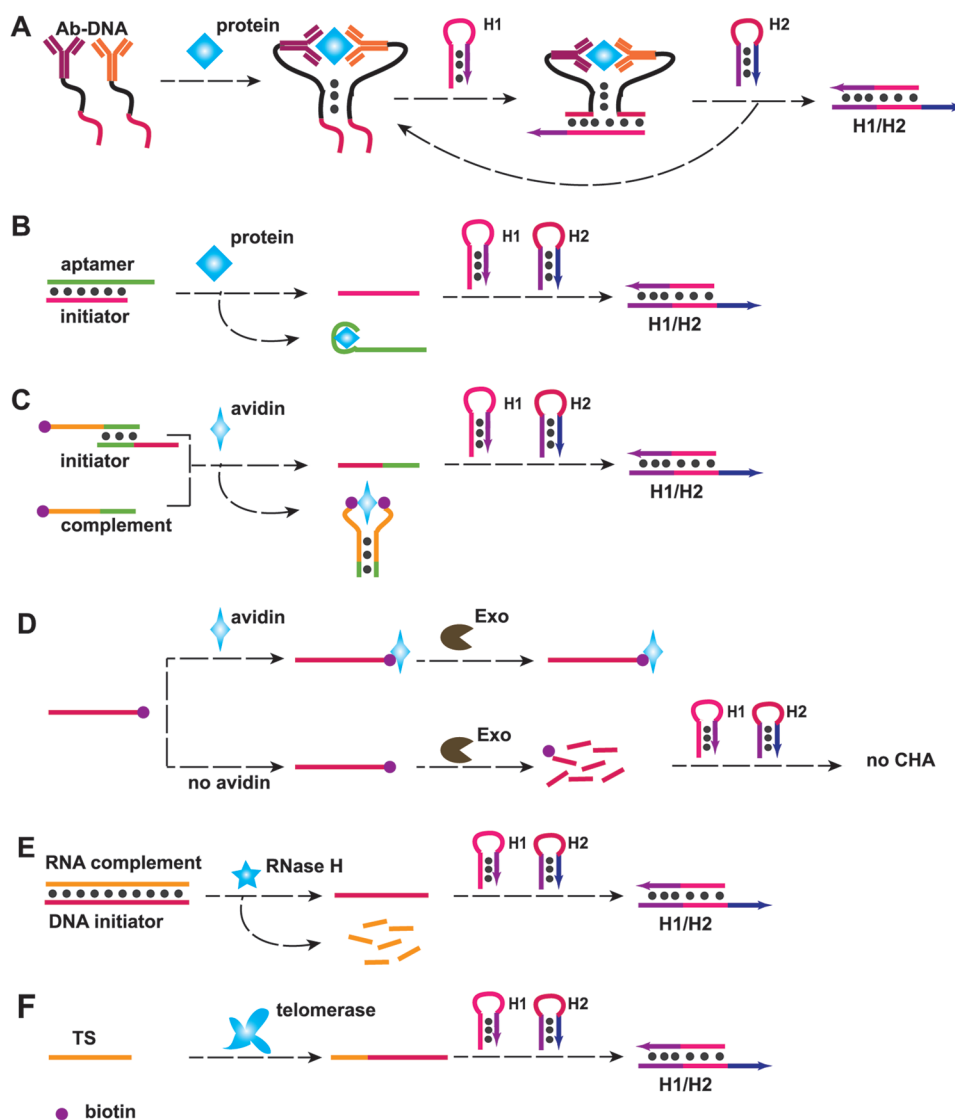 A
Ab-DNA
protein
H1
H2
H1/H2
B
aptamer
initiator
protein
H1
H2
H1/H2
C
initiator
complement
avidin
H1
H2
H1/H2
D
avidin
Exo
no avidin
Exo
H1
H2
no CHA
E
RNA complement
DNA initiator
RNase H
H1
H2
H1/H2
F
TS
telomerase
H1
H2
H1/H2
biotin